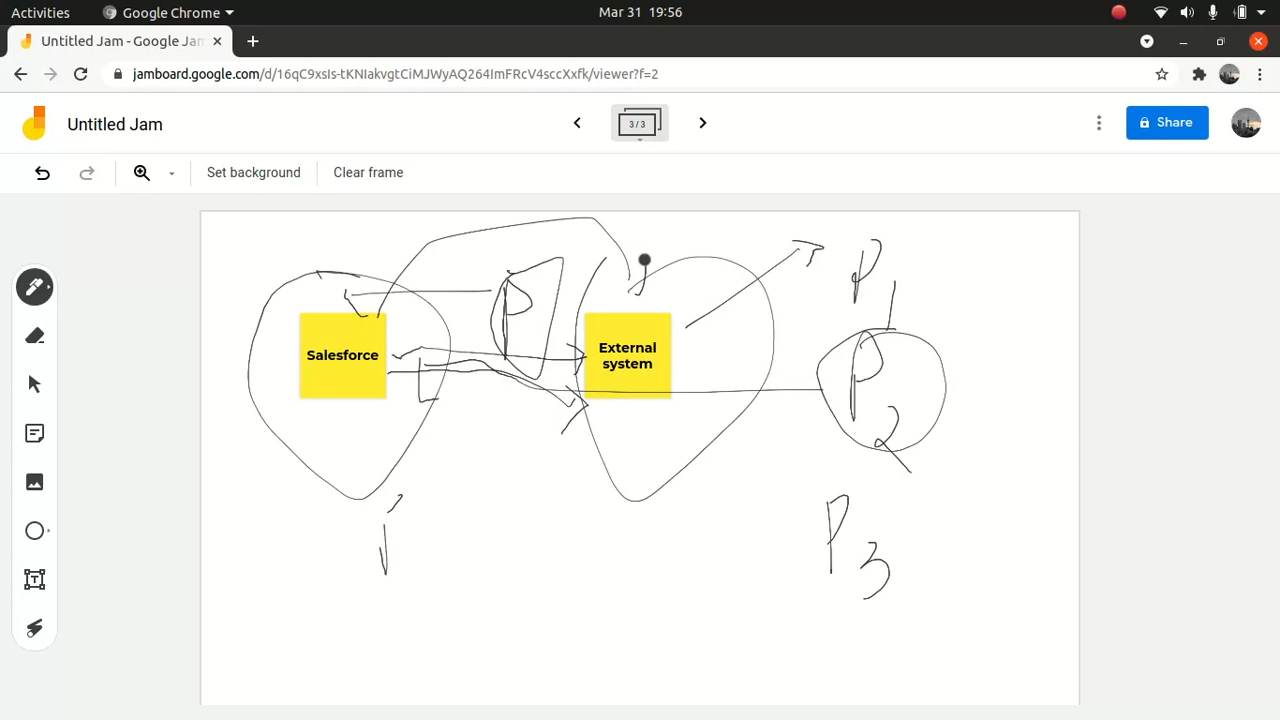 Activities
Google Chrome
Mar 31 19:56
Untitled Jam - Google Jam
jamboard.google.com/d/16qC9xsIs-tKNIakvgtCiMJWyAQ264ImFRcV4sccXxfk/viewer?f=2
Untitled Jam
3 / 3
Share
Set background
Clear frame
P
P1
Salesforce
External
system
P2
P3